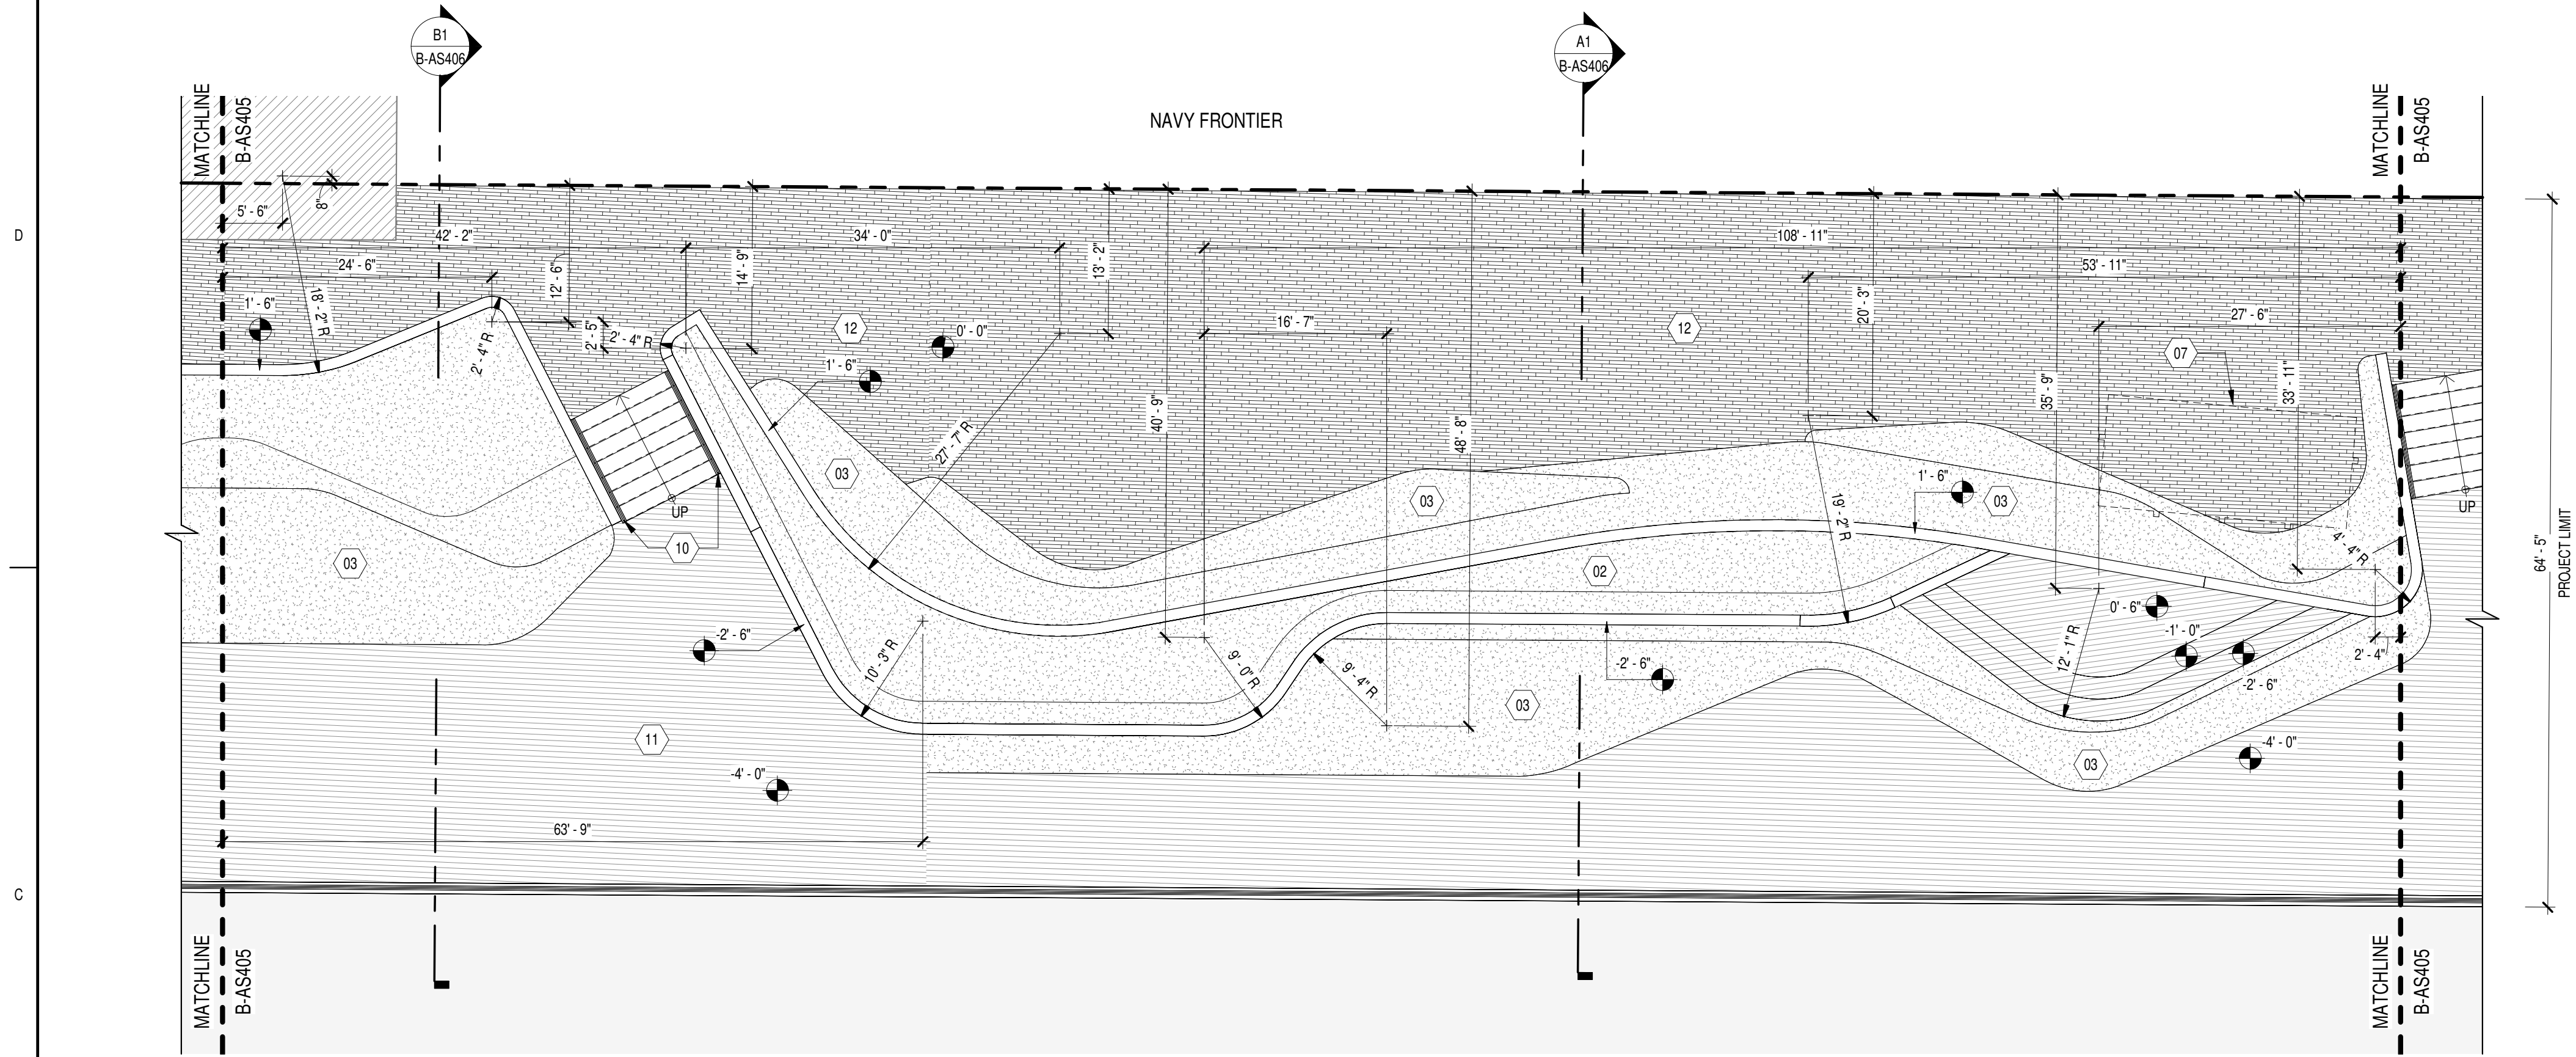 B1
B-AS406
A1
B-AS406
MATCHLINE
B-AS405
NAVY FRONTIER
MATCHLINE
B-AS405
D
5' - 6"
8"
42' - 2"
34' - 0"
108' - 11"
24' - 6"
12' - 6"
14' - 9"
13' - 2"
53' - 11"
1' - 6"
18' - 2" R
20' - 3"
27' - 6"
2' - 4" R
2' - 5"
2' - 4" R
12
0' - 0"
16' - 7"
12
07
1' - 6"
35' - 9"
33' - 11"
40' - 9"
27' - 7" R
48' - 8"
03
03
1' - 6"
03
19' - 2" R
UP
UP
10
03
02
4' - 4" R
64' - 5"
PROJECT LIMIT
0' - 6"
-1' - 0"
-2' - 6"
10' - 3" R
9' - 0" R
9' - 4" R
-2' - 6"
12' - 1" R
2' - 4"
-2' - 6"
03
11
-4' - 0"
03
-4' - 0"
63' - 9"
C
MATCHLINE
B-AS405
MATCHLINE
B-AS405